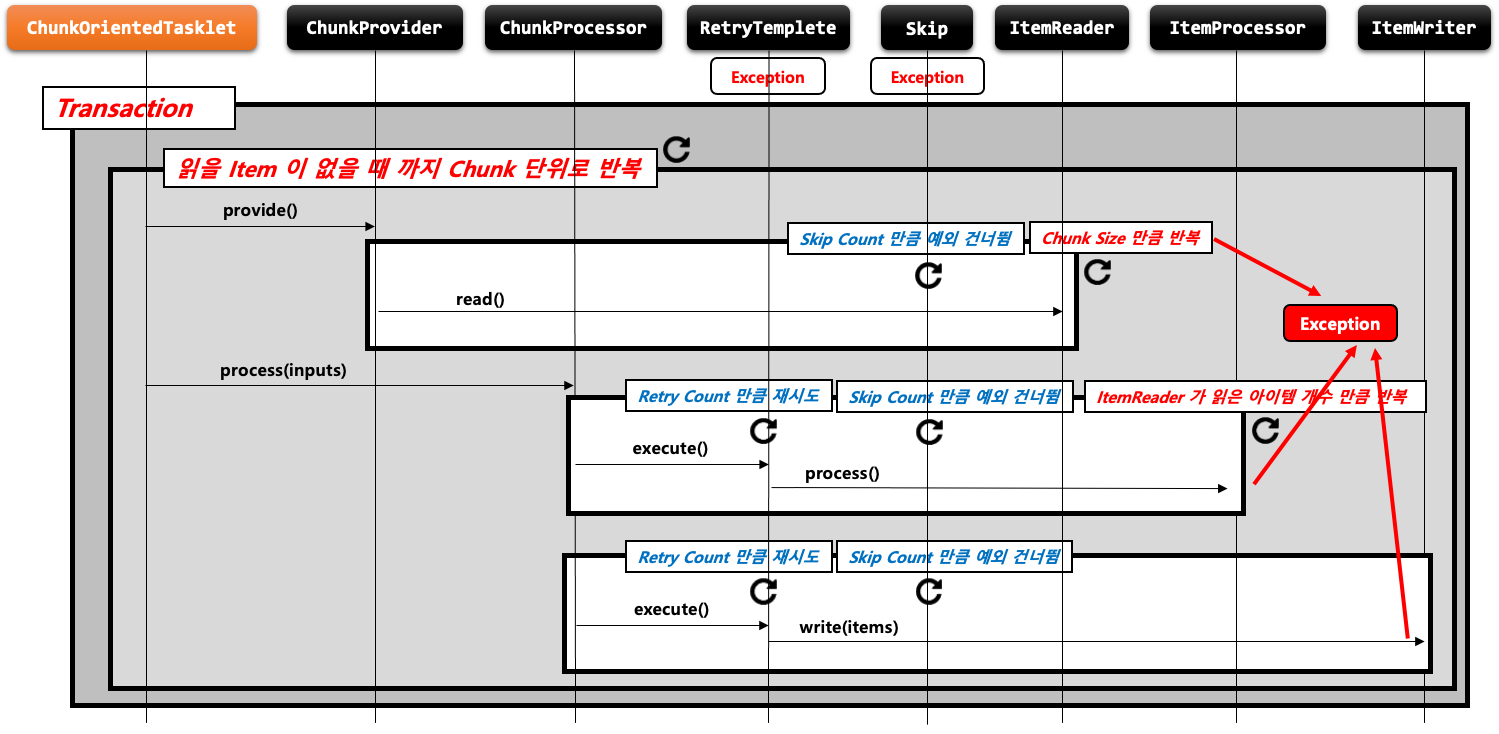 ChunkOrientedTasklet
ChunkProvider
ChunkProcessor
RetryTemplete
Skip
ItemReader
ItemProcessor
ItemWriter
Exception
Exception
Transaction
읽을 Item 이 없을 때 까지 Chunk 단위로 반복
provide()
Skip Count 만큼 예외 건너뜀
Chunk Size 만큼 반복
read()
Exception
process(inputs)
Retry Count 만큼 재시도
Skip Count 만큼 예외 건너뜀
ItemReader 가 읽은 아이템 개수 만큼 반복
execute()
process()
Retry Count 만큼 재시도
Skip Count 만큼 예외 건너뜀
execute()
write(items)